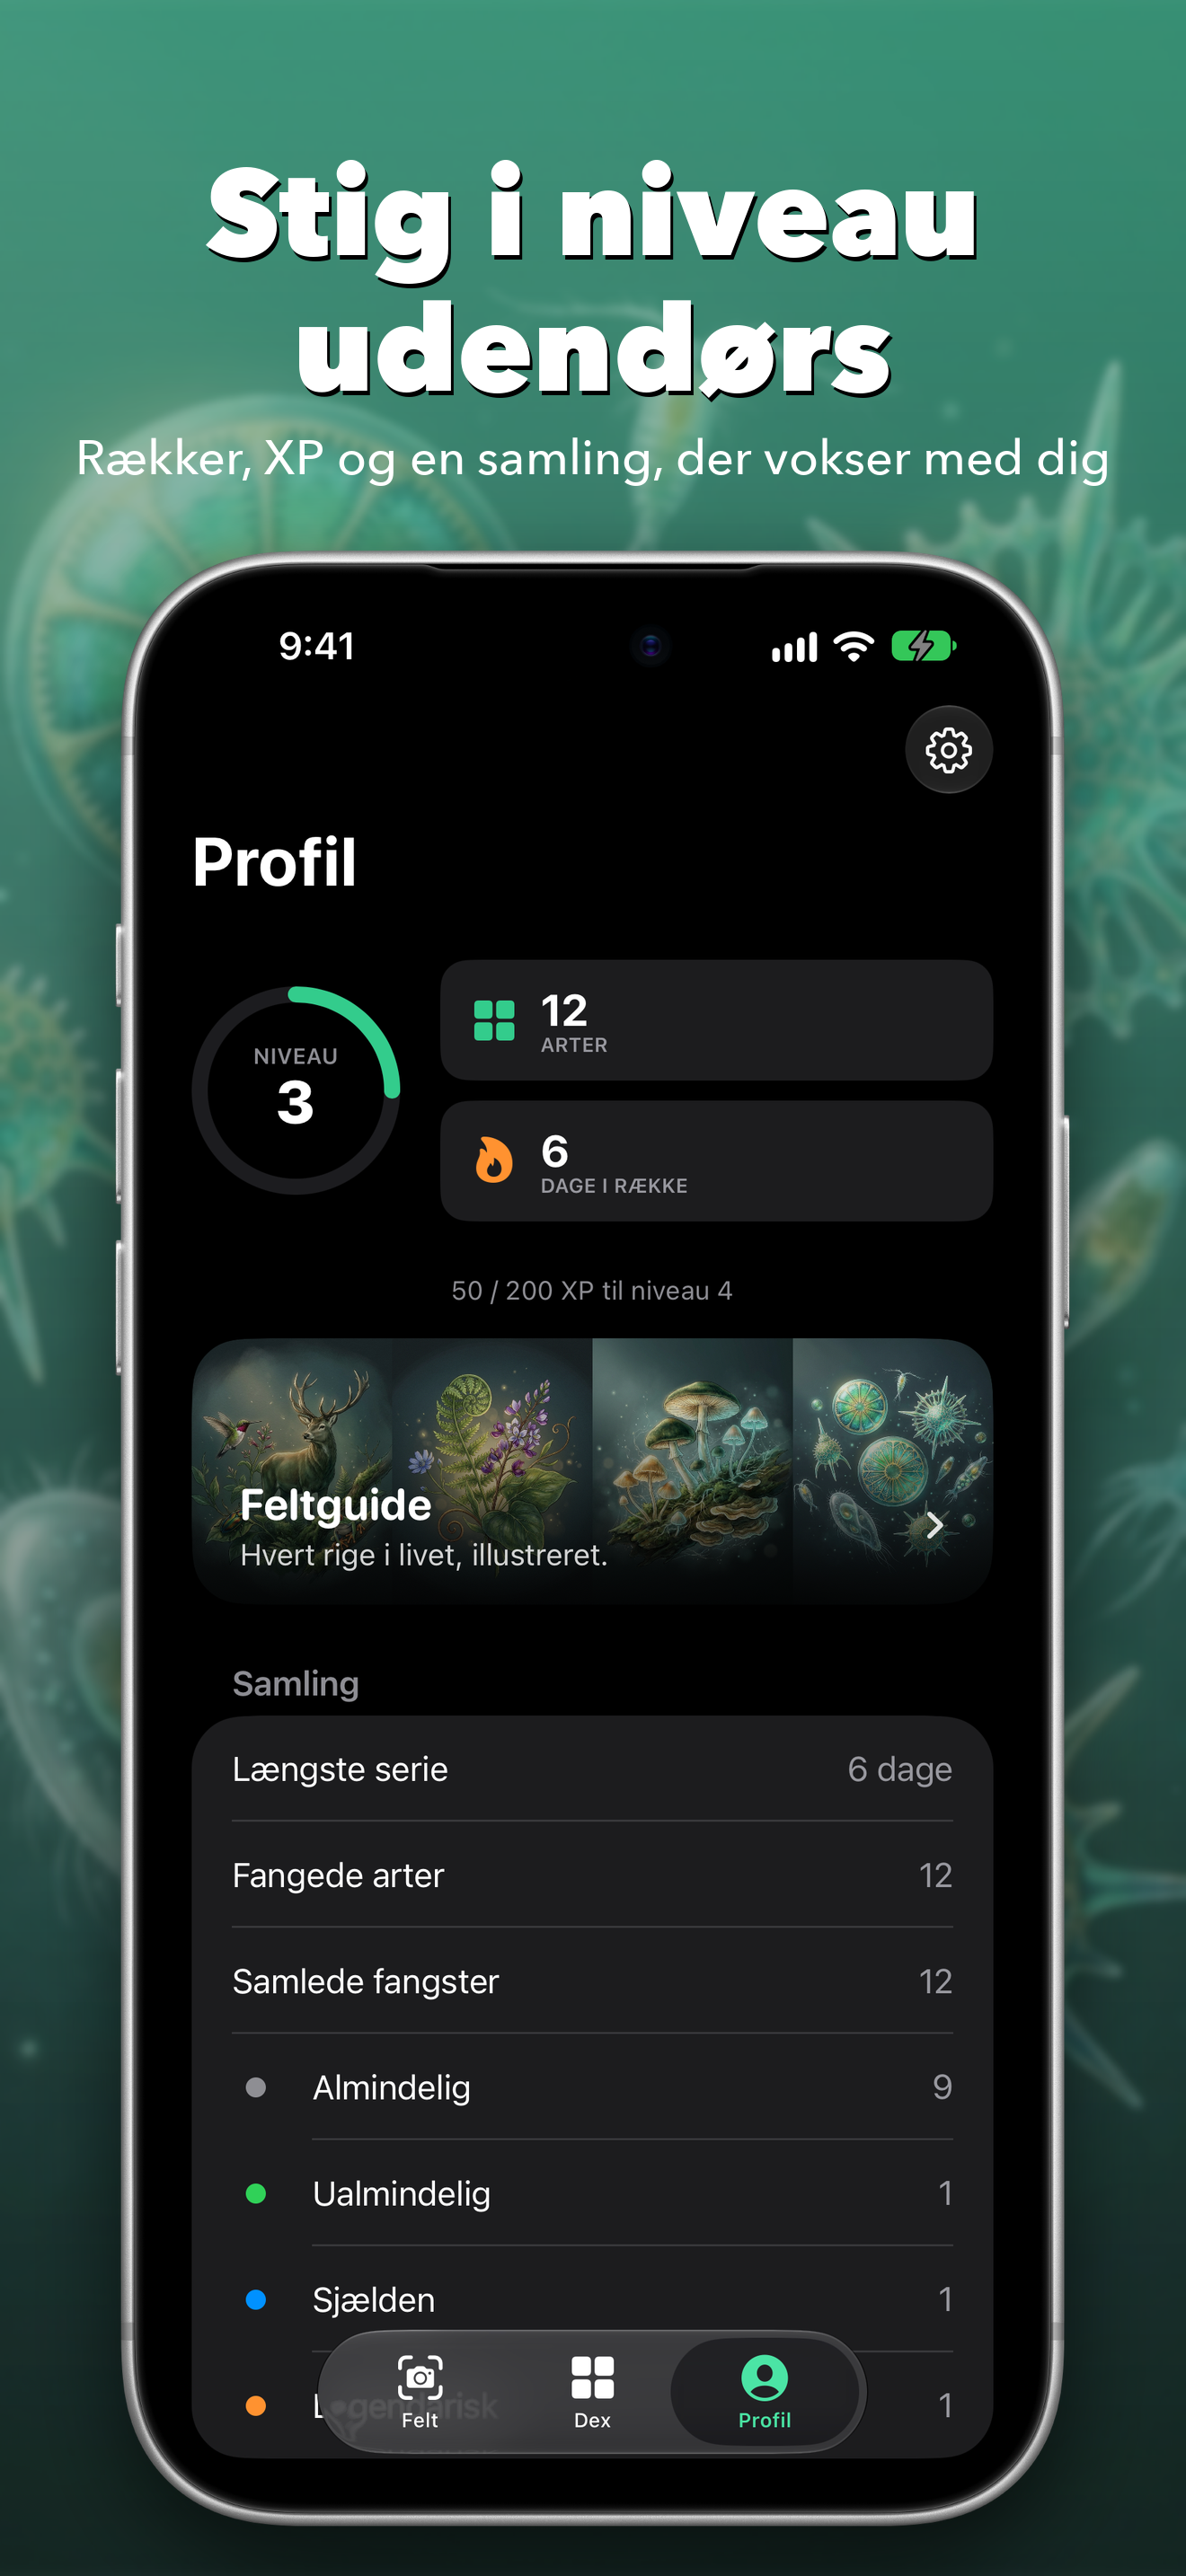 Stig i niveau
udendørs
Rækker, XP og en samling, der vokser med dig
9:41
Profil
NIVEAU
3
12
ARTER
6
DAGE I RÆKKE
50 / 200 XP til niveau 4
Feltguide
Hvert rige i livet, illustreret.
Samling
Længste serie 6 dage
Fangede arter 12
Samlede fangster 12
Almindelig 9
Ualmindelig 1
Sjælden 1
Legendarisk 1
Felt Dex Profil